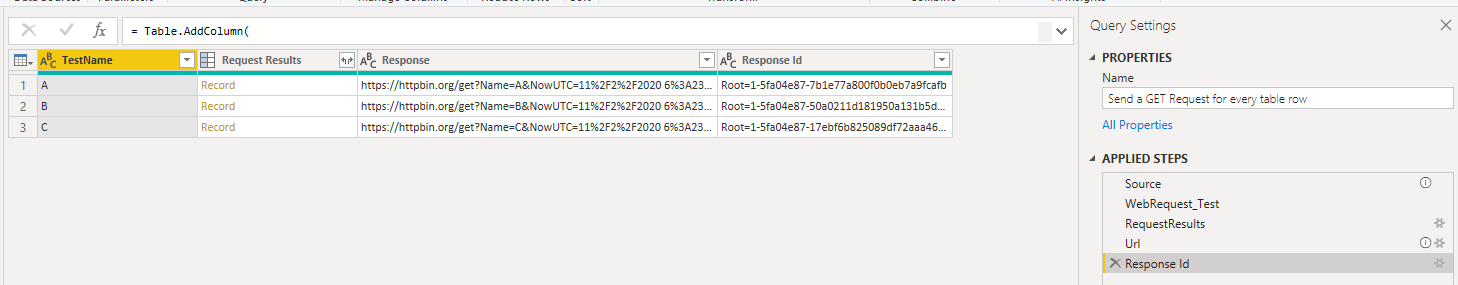 Query Settings
= Table.AddColumn(
TestName Request Results Response Response Id
1 A Record https://httpbin.org/get?Name=A&NowUTC=11%2F2%2F2020 6%3A23... Root=1-5fa04e87-7b1e77a800f0b0eb7a9fcafb
2 B Record https://httpbin.org/get?Name=B&NowUTC=11%2F2%2F2020 6%3A23... Root=1-5fa04e87-50a0211d181950a131b5d...
3 C Record https://httpbin.org/get?Name=C&NowUTC=11%2F2%2F2020 6%3A23... Root=1-5fa04e87-17ebf6b825089df72aaa46...
PROPERTIES
Name
Send a GET Request for every table row
All Properties
APPLIED STEPS
Source
WebRequest_Test
RequestResults
Url
Response Id